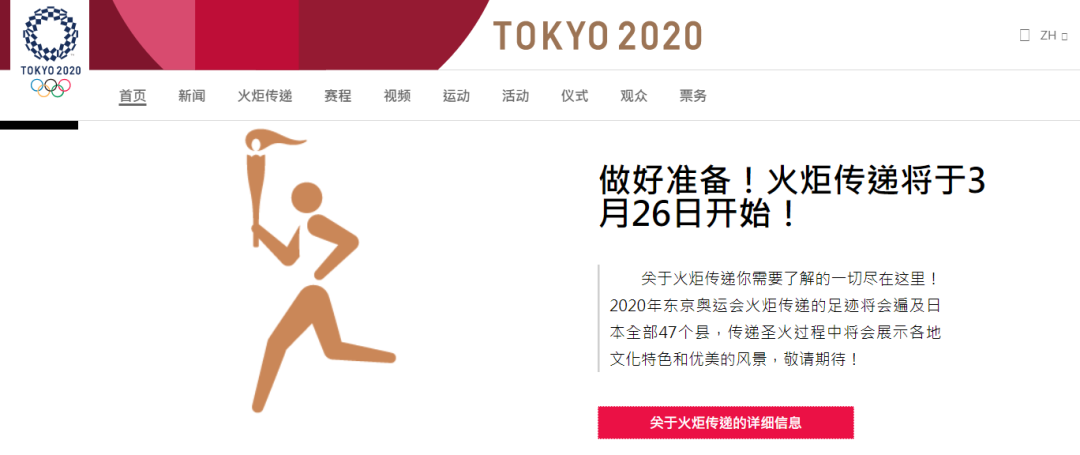 TOKYO 2020
ZH
TOKYO 2020
首页 新闻 火炬传递 赛程 视频 运动 活动 仪式 观众 票务
做好准备！火炬传递将于3
月26日开始！
关于火炬传递你需要了解的一切尽在这里！
2020年东京奥运会火炬传递的足迹将会遍及日
本全部47个县，传递圣火过程中将会展示各地
文化特色和优美的风景，敬请期待！
关于火炬传递的详细信息